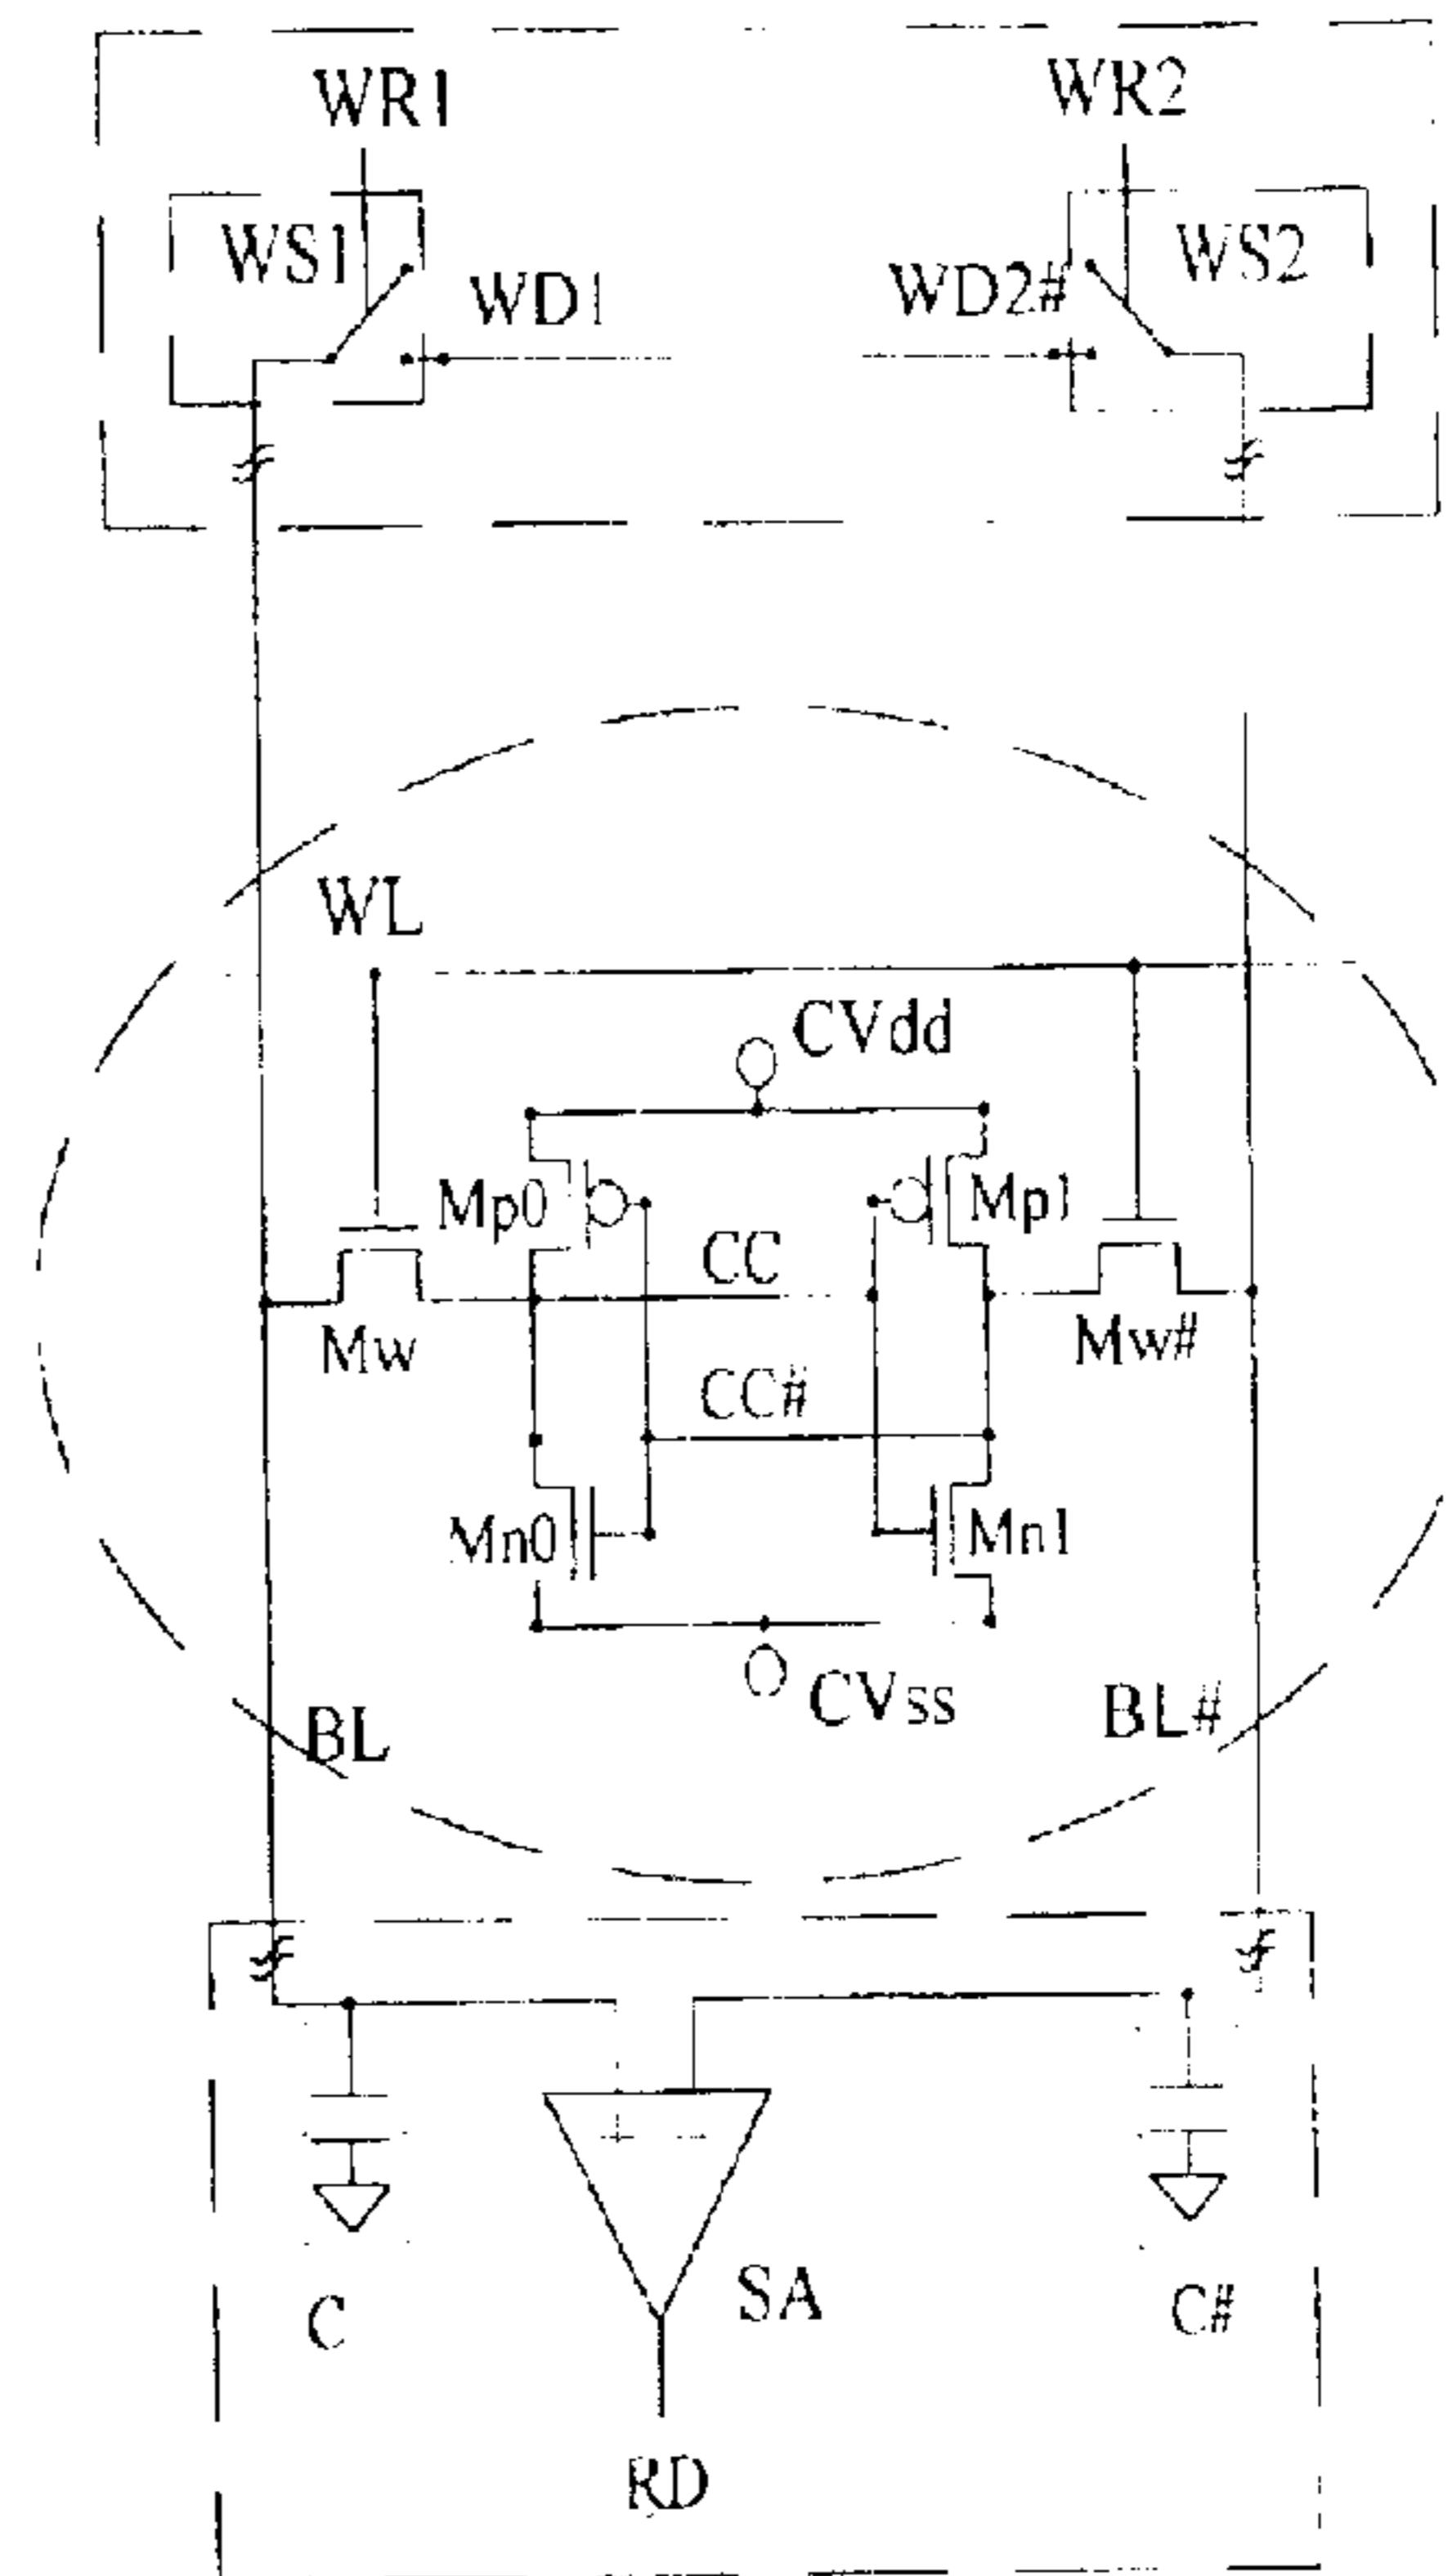 WR1
WR2
WS1
WS2
WD1
WD2#
WL
CVdd
Mp0
Mp1
CC
Mw
Mw#
CC#
Mn0
Mn1
CVss
BL
BL#
SA
C
C#
RD